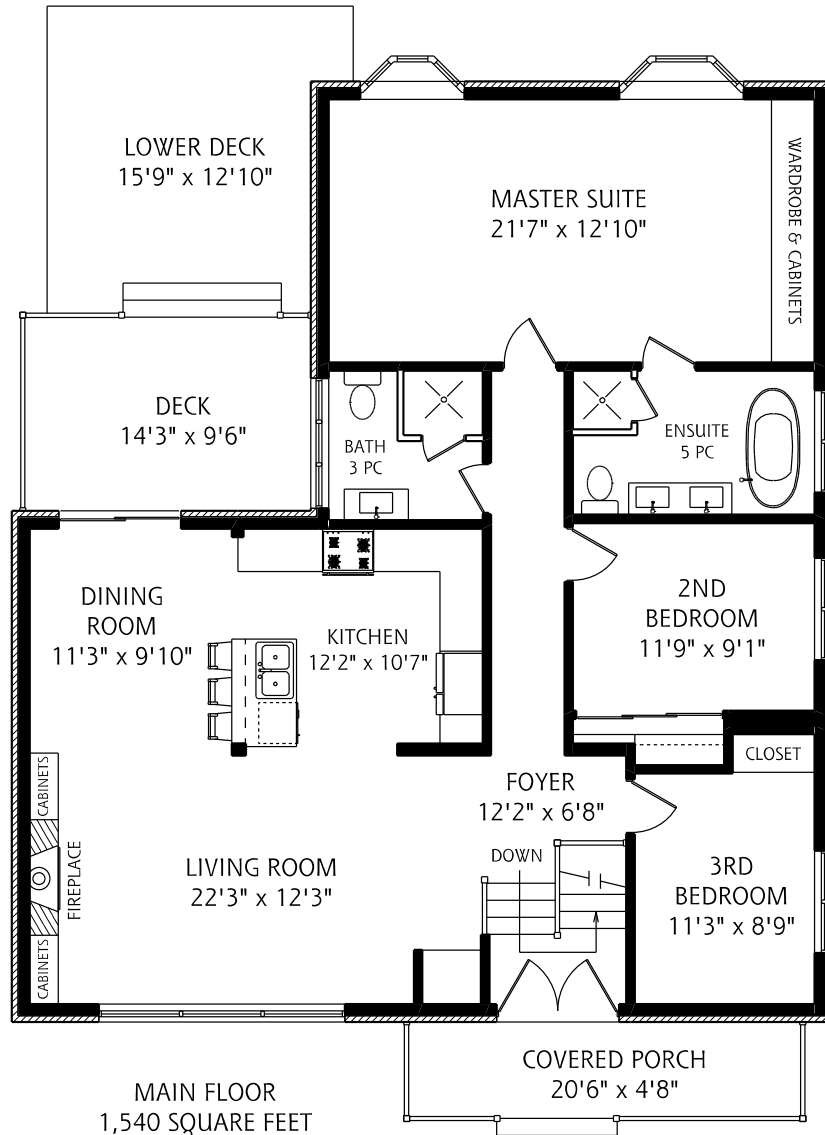 LOWER DECK
15'9" x 12'10"
MASTER SUITE
21'7" x 12'10"
WARDROBE & CABINETS
DECK
14'3" x 9'6"
BATH
3 PC
ENSUITE
5 PC
DINING
ROOM
11'3" x 9'10"
KITCHEN
12'2" x 10'7"
2ND
BEDROOM
11'9" x 9'1"
CLOSET
CABINETS
FOYER
12'2" x 6'8"
DOWN
FIREPLACE
LIVING ROOM
22'3" x 12'3"
3RD
BEDROOM
11'3" x 8'9"
CABINETS
COVERED PORCH
20'6" x 4'8"
MAIN FLOOR
1,540 SQUARE FEET